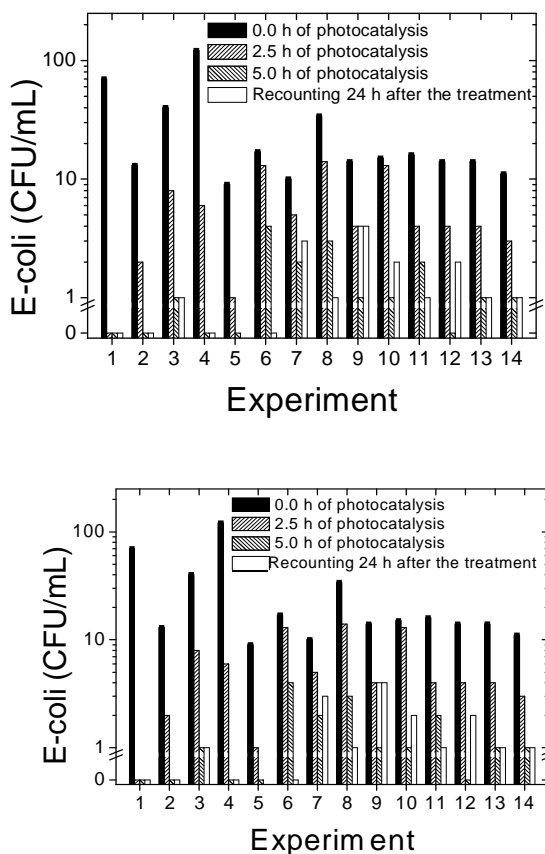 0.0 h of photocatalysis
2.5 h of photocatalysis
5.0 h of photocatalysis
Recounting 24 h after the treatment
E-coli (CFU/mL)
100
10
1
0
1 2 3 4 5 6 7 8 9 10 11 12 13 14
Experiment
0.0 h of photocatalysis
2.5 h of photocatalysis
5.0 h of photocatalysis
Recounting 24 h after the treatment
E-coli (CFU/mL)
100
10
1
0
1 2 3 4 5 6 7 8 9 10 11 12 13 14
Experiment